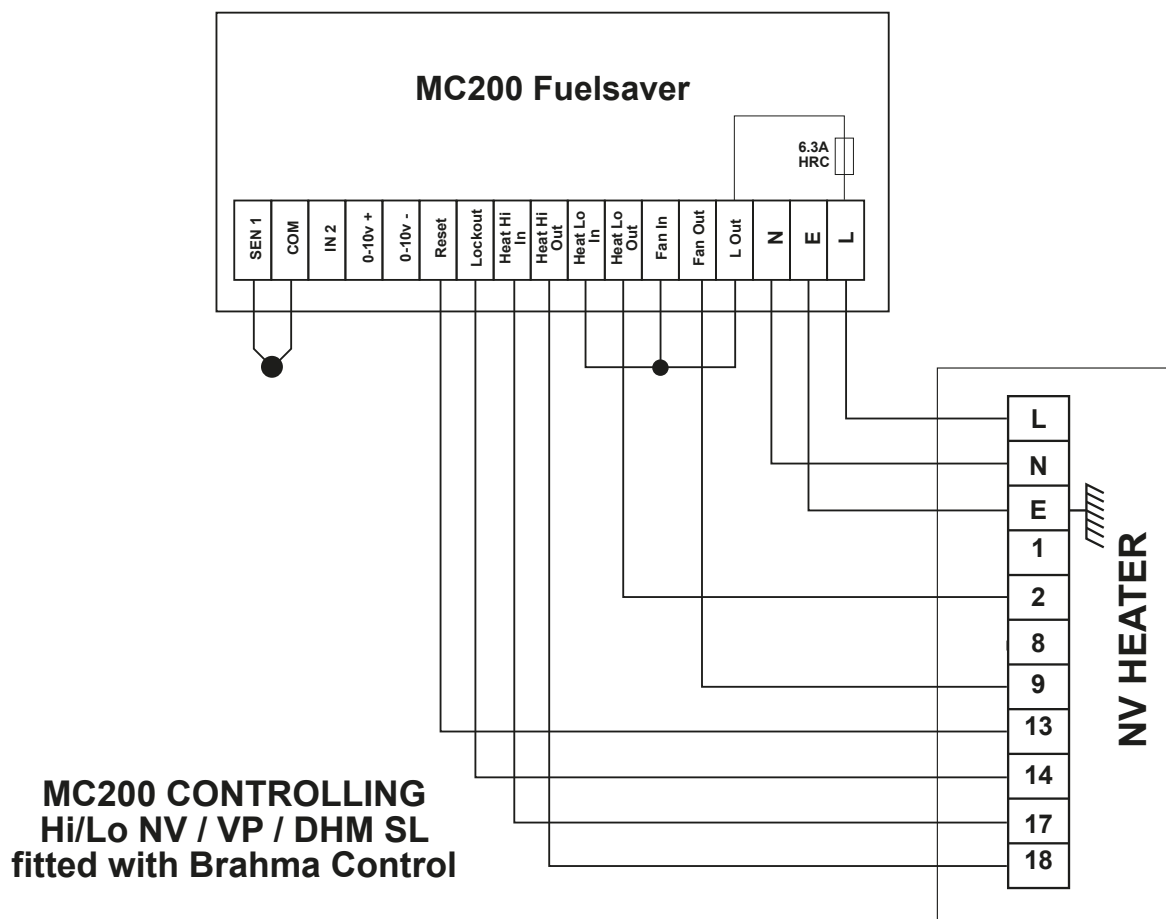 MC200 Fuelsaver
6.3A
HRC
SEN 1
COM
IN 2
0-10v +
0-10v -
Reset
Lockout
Heat Hi
In
Heat Hi
Out
Heat Lo
In
Heat Lo
Out
Fan In
Fan Out
L Out
N
E
L
L
N
E
1
2
8
9
13
14
17
18
NV HEATER
MC200 CONTROLLING
Hi/Lo NV / VP / DHM SL
fitted with Brahma Control